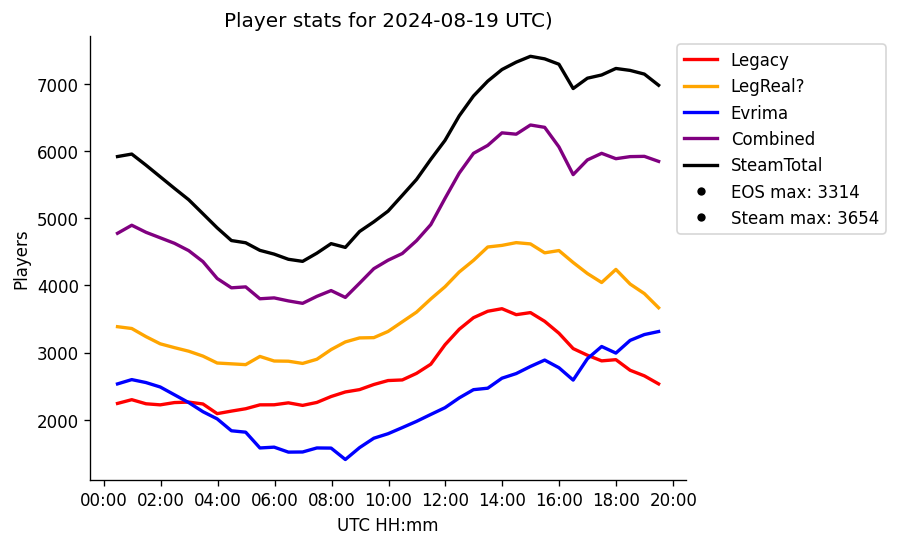 Player stats for 2024-08-19 UTC)
Legacy
LegReal?
Evrima
Combined
SteamTotal
EOS max: 3314
Steam max: 3654
Players
7000
6000
5000
4000
3000
2000
00:00 02:00 04:00 06:00 08:00 10:00 12:00 14:00 16:00 18:00 20:00
UTC HH:mm